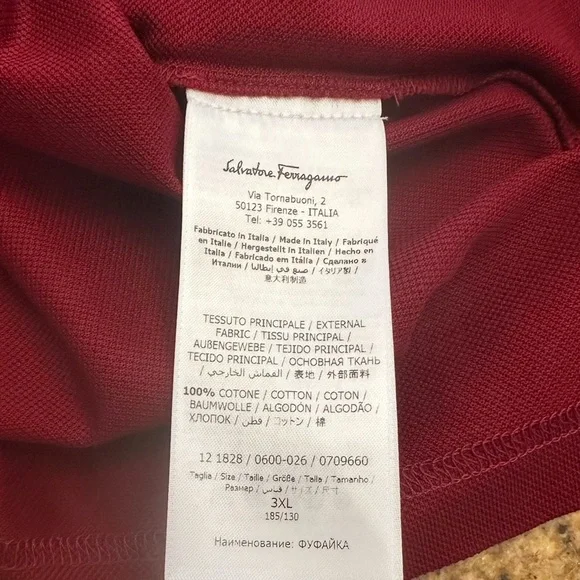 Salvatore Ferragamo
Via Tornabuoni, 2
50123 Firenze - ITALIA
Tel: +39 055 3561
Fabbricato in Italia / Made in Italy / Fabriqué
en Italie / Hergestellt in Italien / Hecho en
Italia / Fabricado em Itália / Сделано в
Италии / صنع في إيطاليا / イタリア製 /
意大利制造
TESSUTO PRINCIPALE / EXTERNAL
FABRIC / TISSU PRINCIPAL /
AUßENGEWEBE / TEJIDO PRINCIPAL /
TECIDO PRINCIPAL / ОСНОВНАЯ ТКАНЬ
/ القماش الخارجي / 表地 / 外部面料
100% COTONE / COTTON / COTON /
BAUMWOLLE / ALGODÓN / ALGODÃO /
ХЛОПОК / قطن / コットン / 棉
12 1828 / 0600-026 / 0709660
Taglia / Size / Taille / Größe / Talla / Tamanho /
Размер / قياس / サイズ / 尺寸
3XL
185/130
Наименование: ФУФАЙКА